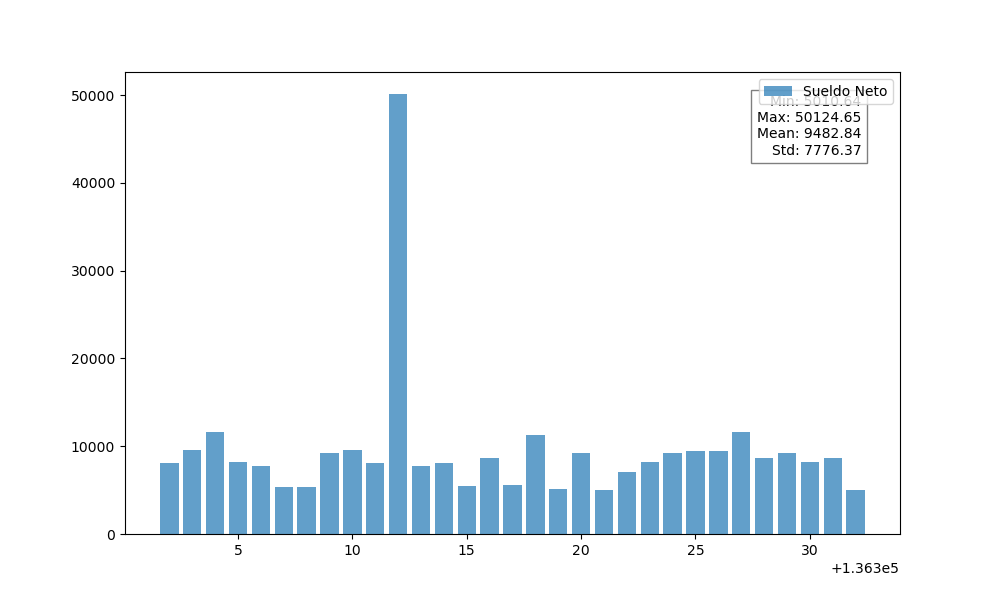 50000
40000
30000
20000
10000
0
5
10
15
20
25
30
+1.363e5
Sueldo Neto
Min: 5010.64
Max: 50124.65
Mean: 9482.84
Std: 7776.37